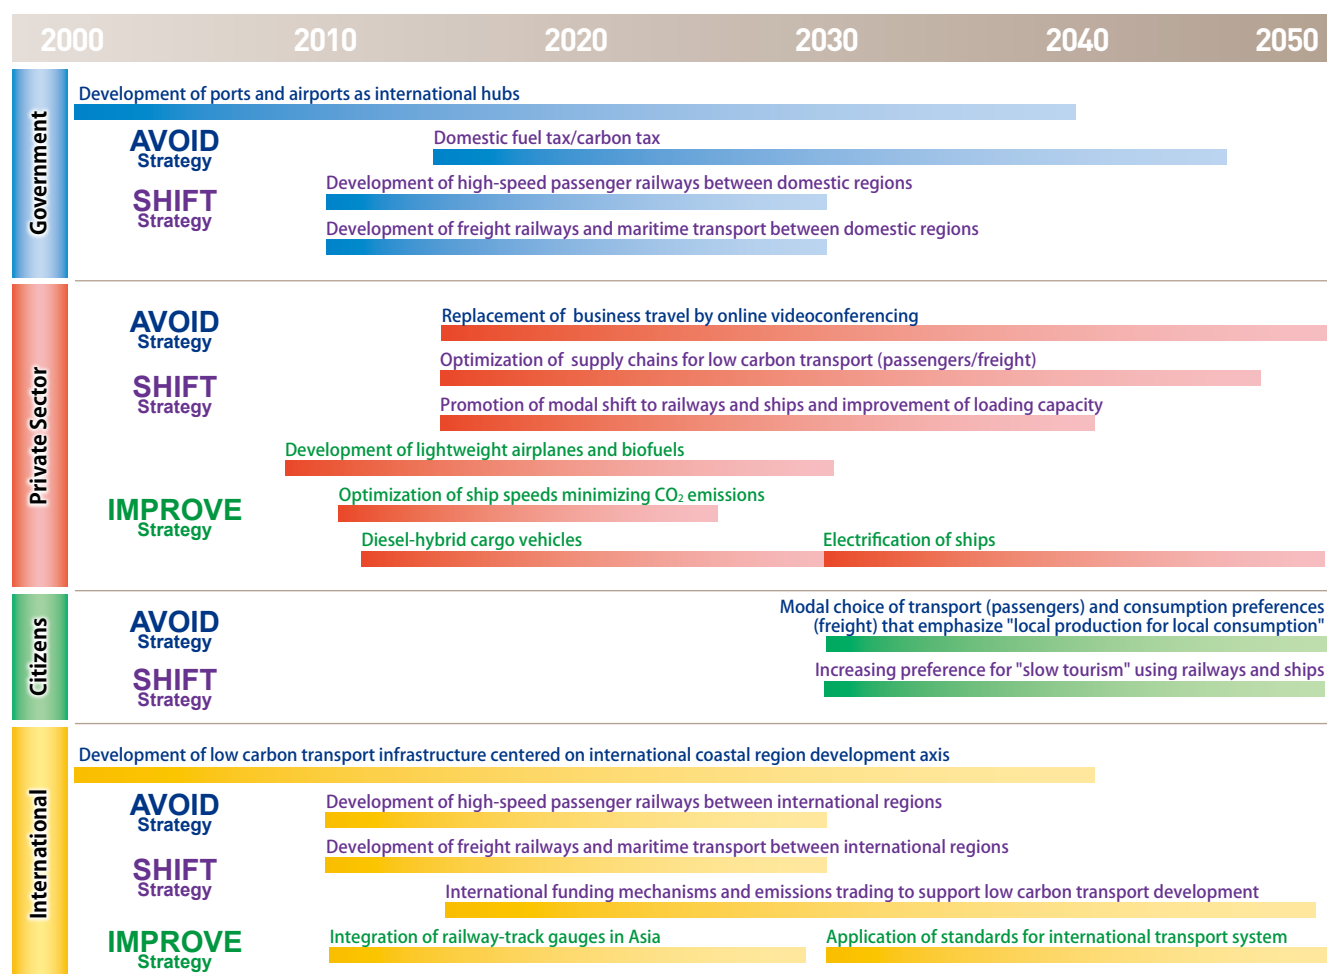 2000 2010 2020 2030 2040 2050
Government
Development of ports and airports as international hubs
AVOID
Strategy
Domestic fuel tax/carbon tax
SHIFT
Strategy
Development of high-speed passenger railways between domestic regions
Development of freight railways and maritime transport between domestic regions
Private Sector
AVOID
Strategy
Replacement of business travel by online videoconferencing
SHIFT
Strategy
Optimization of supply chains for low carbon transport (passengers/freight)
Promotion of modal shift to railways and ships and improvement of loading capacity
Development of lightweight airplanes and biofuels
IMPROVE
Strategy
Optimization of ship speeds minimizing CO₂ emissions
Diesel-hybrid cargo vehicles
Electrification of ships
Citizens
AVOID
Strategy
Modal choice of transport (passengers) and consumption preferences
(freight) that emphasize "local production for local consumption"
SHIFT
Strategy
Increasing preference for "slow tourism" using railways and ships
International
Development of low carbon transport infrastructure centered on international coastal region development axis
AVOID
Strategy
Development of high-speed passenger railways between international regions
SHIFT
Strategy
Development of freight railways and maritime transport between international regions
International funding mechanisms and emissions trading to support low carbon transport development
IMPROVE
Strategy
Integration of railway-track gauges in Asia
Application of standards for international transport system